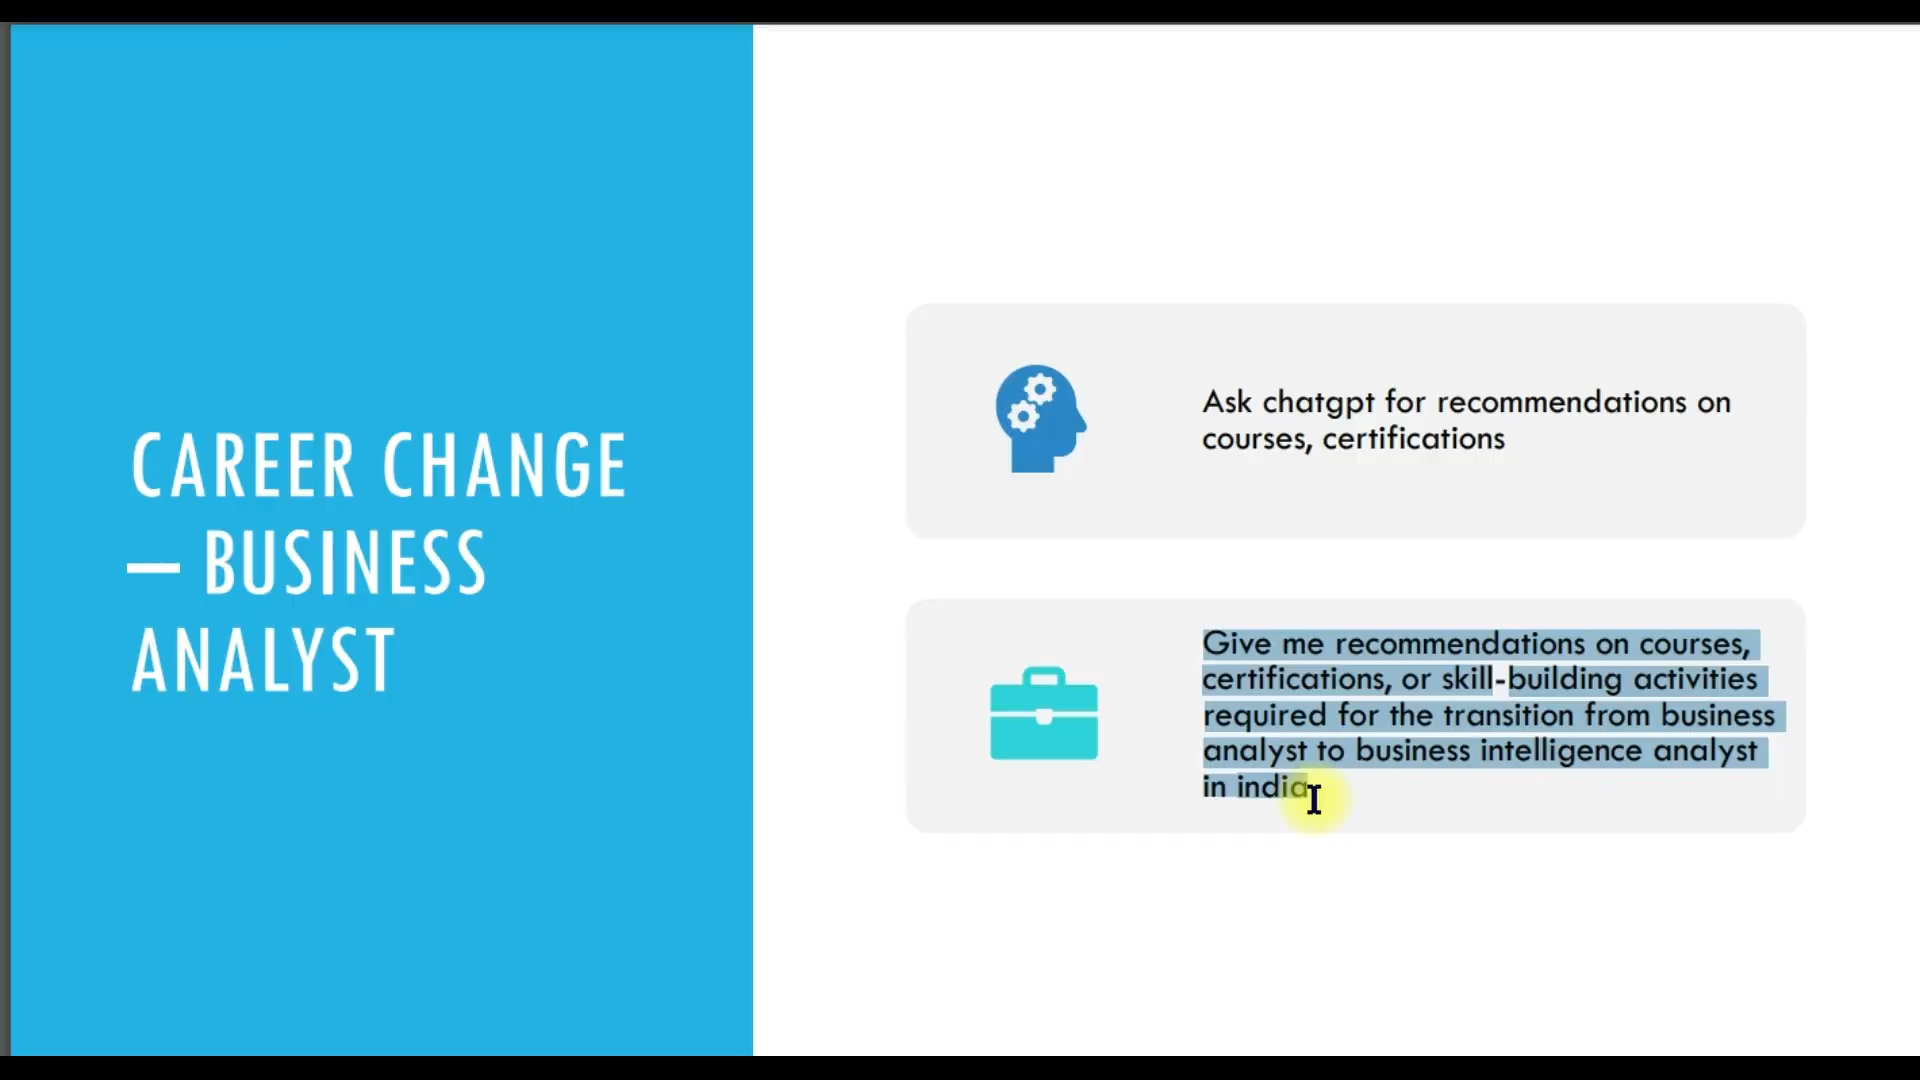 CAREER CHANGE
– BUSINESS
ANALYST
Ask chatgpt for recommendations on
courses, certifications
Give me recommendations on courses,
certifications, or skill-building activities
required for the transition from business
analyst to business intelligence analyst
in india